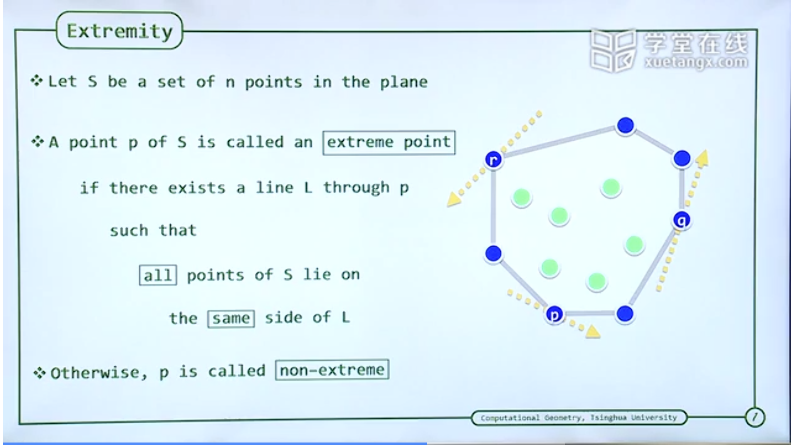 Extremity
学堂在线
xuetangx.com
❖Let S be a set of n points in the plane
❖A point p of S is called an extreme point
if there exists a line L through p
such that
all points of S lie on
the same side of L
❖Otherwise, p is called non-extreme
r
q
p
Computational Geometry, Tsinghua University
7